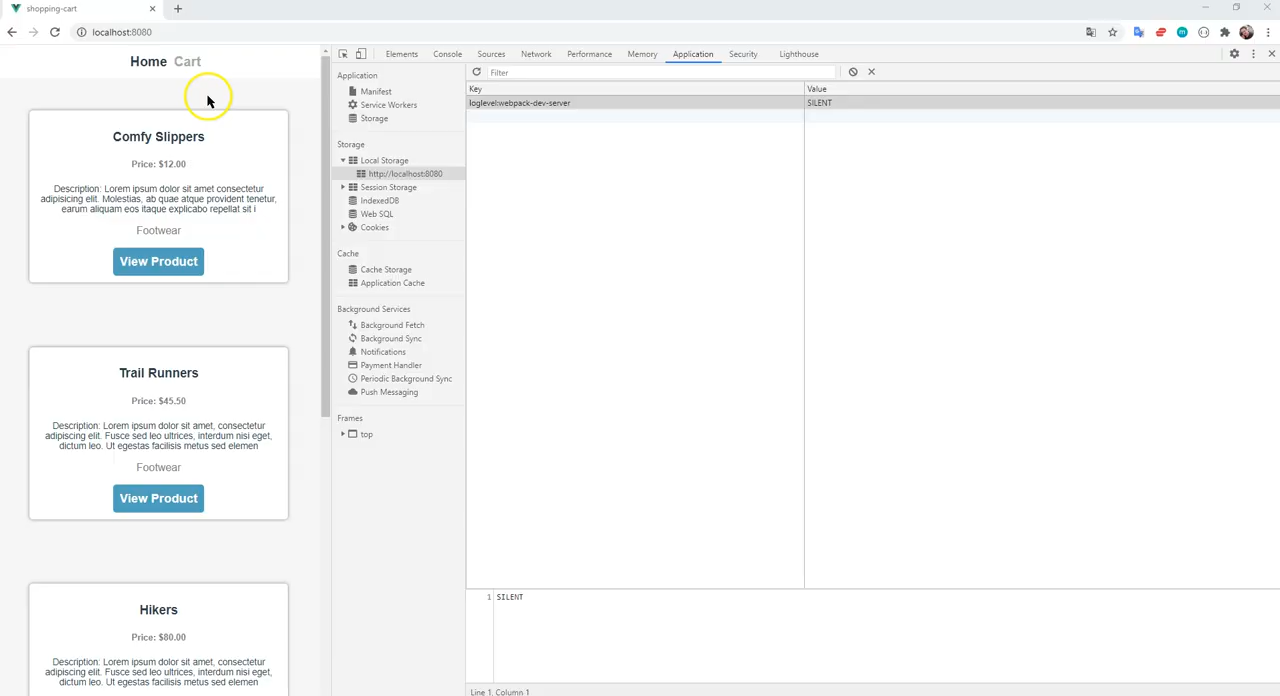 shopping-cart
localhost:8080
Home Cart
Comfy Slippers
Price: $12.00
Description: Lorem ipsum dolor sit amet consectetur
adipisicing elit. Molestias, ab quae atque provident tenetur,
earum aliquam eos itaque explicabo repellat sit i
Footwear
View Product
Trail Runners
Price: $45.50
Description: Lorem ipsum dolor sit amet, consectetur
adipiscing elit. Fusce sed leo ultrices, interdum nisi eget,
dictum leo. Ut egestas facilisis metus sed elemen
Footwear
View Product
Hikers
Price: $80.00
Description: Lorem ipsum dolor sit amet, consectetur
adipiscing elit. Fusce sed leo ultrices, interdum nisi eget,
dictum leo. Ut egestas facilisis metus sed elemen
Elements Console Sources Network Performance Memory Application Security Lighthouse
Application
Manifest
Service Workers
Storage
Storage
Local Storage
http://localhost:8080
Session Storage
IndexedDB
Web SQL
Cookies
Cache
Cache Storage
Application Cache
Background Services
Background Fetch
Background Sync
Notifications
Payment Handler
Periodic Background Sync
Push Messaging
Frames
top
Filter
Key Value
loglevel:webpack-dev-server SILENT
1 SILENT
Line 1, Column 1